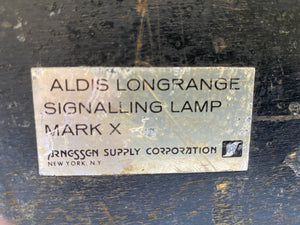 ALDIS LONGRANGE
SIGNALLING LAMP
MARK X
ARNESSEN SUPPLY CORPORATION
NEW YORK, N.Y.